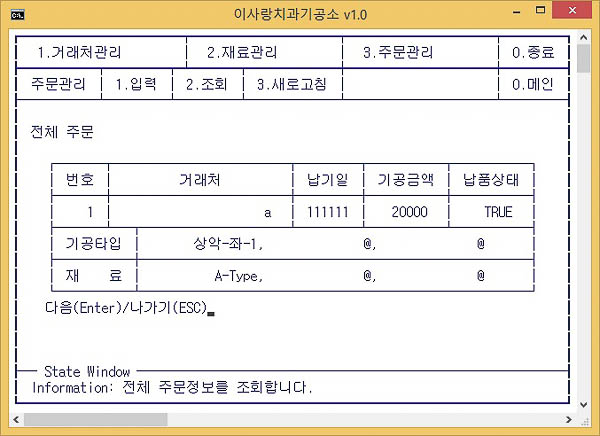 이사랑치과기공소 v1.0
1.거래처관리 2.재료관리 3.주문관리 0.종료
주문관리 1.입력 2.조회 3.새로고침 0.메인
전체 주문
번호 거래처 납기일 기공금액 납품상태
1 a 111111 20000 TRUE
기공타입 상악-좌-1, @, @
재 료 A-Type, @, @
다음(Enter)/나가기(ESC)_
State Window
Information: 전체 주문정보를 조회합니다.